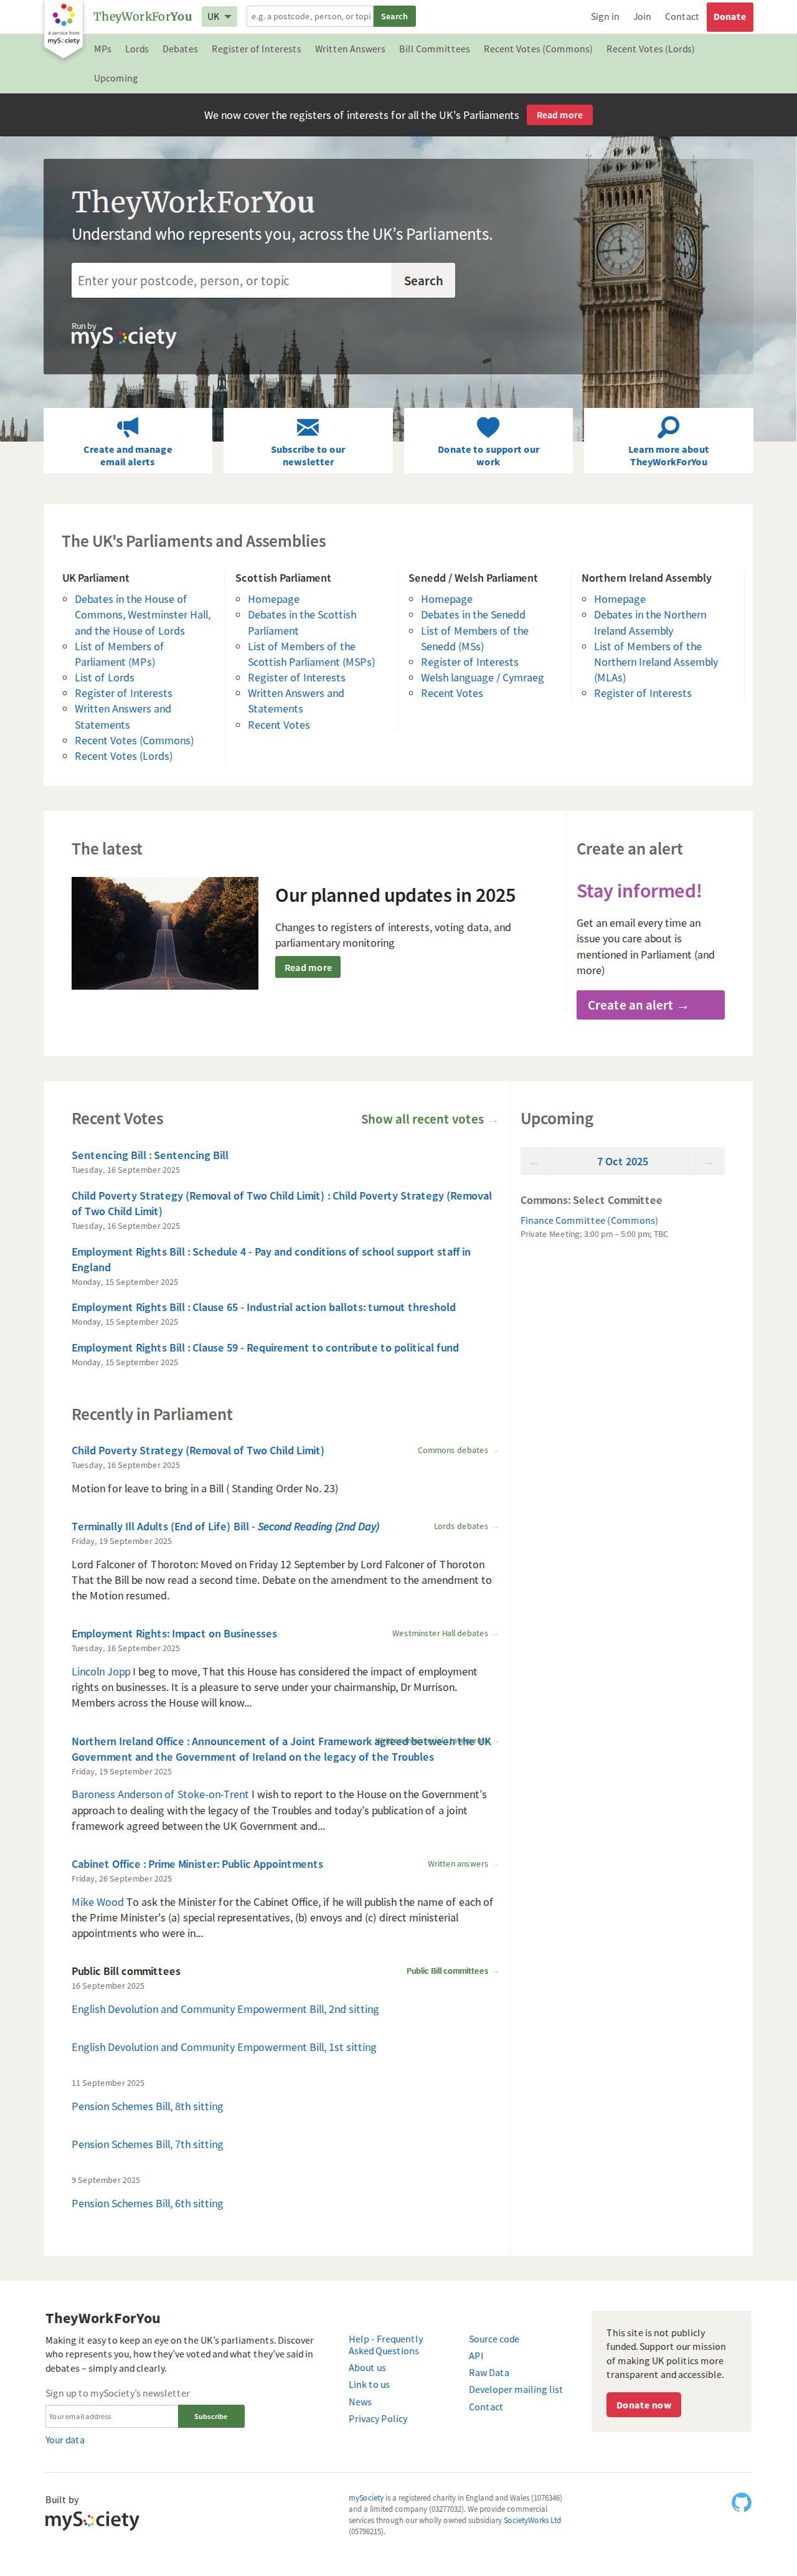 A service from
mySociety
TheyWorkForYou
UK
e.g. a postcode, person, or topi
Search
Sign in
Join
Contact
Donate
MPs
Lords
Debates
Register of Interests
Written Answers
Bill Committees
Recent Votes (Commons)
Recent Votes (Lords)
Upcoming
We now cover the registers of interests for all the UK's Parliaments
Read more
TheyWorkForYou
Understand who represents you, across the UK's Parliaments.
Enter your postcode, person, or topic
Search
Run by
mySociety
Create and manage
email alerts
Subscribe to our
newsletter
Donate to support our
work
Learn more about
TheyWorkForYou
The UK's Parliaments and Assemblies
UK Parliament
Debates in the House of
Commons, Westminster Hall,
and the House of Lords
List of Members of
Parliament (MPs)
List of Lords
Register of Interests
Written Answers and
Statements
Recent Votes (Commons)
Recent Votes (Lords)
Scottish Parliament
Homepage
Debates in the Scottish
Parliament
List of Members of the
Scottish Parliament (MSPs)
Register of Interests
Written Answers and
Statements
Recent Votes
Senedd / Welsh Parliament
Homepage
Debates in the Senedd
List of Members of the
Senedd (MSs)
Register of Interests
Welsh language / Cymraeg
Recent Votes
Northern Ireland Assembly
Homepage
Debates in the Northern
Ireland Assembly
List of Members of the
Northern Ireland Assembly
(MLAs)
Register of Interests
The latest
Our planned updates in 2025
Changes to registers of interests, voting data, and
parliamentary monitoring
Read more
Create an alert
Stay informed!
Get an email every time an
issue you care about is
mentioned in Parliament (and
more)
Create an alert →
Recent Votes
Show all recent votes →
Sentencing Bill : Sentencing Bill
Tuesday, 16 September 2025
Child Poverty Strategy (Removal of Two Child Limit) : Child Poverty Strategy (Removal
of Two Child Limit)
Tuesday, 16 September 2025
Employment Rights Bill : Schedule 4 - Pay and conditions of school support staff in
England
Monday, 15 September 2025
Employment Rights Bill : Clause 65 - Industrial action ballots: turnout threshold
Monday, 15 September 2025
Employment Rights Bill : Clause 59 - Requirement to contribute to political fund
Monday, 15 September 2025
Upcoming
← 7 Oct 2025 →
Commons: Select Committee
Finance Committee (Commons)
Private Meeting; 3:00 pm – 5:00 pm; TBC
Recently in Parliament
Child Poverty Strategy (Removal of Two Child Limit)
Commons debates →
Tuesday, 16 September 2025
Motion for leave to bring in a Bill ( Standing Order No. 23)
Terminally Ill Adults (End of Life) Bill - Second Reading (2nd Day)
Lords debates →
Friday, 19 September 2025
Lord Falconer of Thoroton: Moved on Friday 12 September by Lord Falconer of Thoroton
That the Bill be now read a second time. Debate on the amendment to the amendment to
the Motion resumed.
Employment Rights: Impact on Businesses
Westminster Hall debates →
Tuesday, 16 September 2025
Lincoln Jopp I beg to move, That this House has considered the impact of employment
rights on businesses. It is a pleasure to serve under your chairmanship, Dr Murrison.
Members across the House will know...
Northern Ireland Office : Announcement of a Joint Framework agreed between the UK
Government and the Government of Ireland on the legacy of the Troubles
Friday, 19 September 2025
Baroness Anderson of Stoke-on-Trent I wish to report to the House on the Government's
approach to dealing with the legacy of the Troubles and today's publication of a joint
framework agreed between the UK Government and...
Cabinet Office : Prime Minister: Public Appointments
Written answers →
Friday, 26 September 2025
Mike Wood To ask the Minister for the Cabinet Office, if he will publish the name of each of
the Prime Minister's (a) special representatives, (b) envoys and (c) direct ministerial
appointments who were in...
Public Bill committees
Public Bill committees →
16 September 2025
English Devolution and Community Empowerment Bill, 2nd sitting
English Devolution and Community Empowerment Bill, 1st sitting
11 September 2025
Pension Schemes Bill, 8th sitting
Pension Schemes Bill, 7th sitting
9 September 2025
Pension Schemes Bill, 6th sitting
TheyWorkForYou
Making it easy to keep an eye on the UK's parliaments. Discover
who represents you, how they've voted and what they've said in
debates – simply and clearly.
Sign up to mySociety's newsletter
Your email address
Subscribe
Your data
Help - Frequently
Asked Questions
About us
Link to us
News
Privacy Policy
Source code
API
Raw Data
Developer mailing list
Contact
This site is not publicly
funded. Support our mission
of making UK politics more
transparent and accessible.
Donate now
Built by
mySociety
mySociety is a registered charity in England and Wales (1076346)
and a limited company (03277032). We provide commercial
services through our wholly owned subsidiary SocietyWorks Ltd
(05798215).